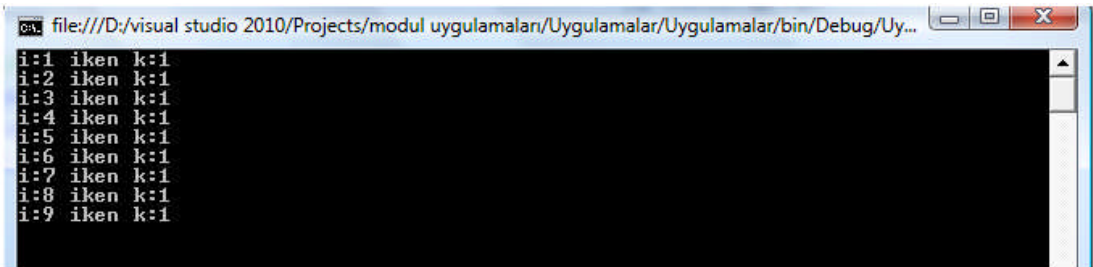 file:///D:/visual studio 2010/Projects/modul uygulamaları/Uygulamalar/Uygulamalar/bin/Debug/Uy...
i:1 iken k:1
i:2 iken k:1
i:3 iken k:1
i:4 iken k:1
i:5 iken k:1
i:6 iken k:1
i:7 iken k:1
i:8 iken k:1
i:9 iken k:1